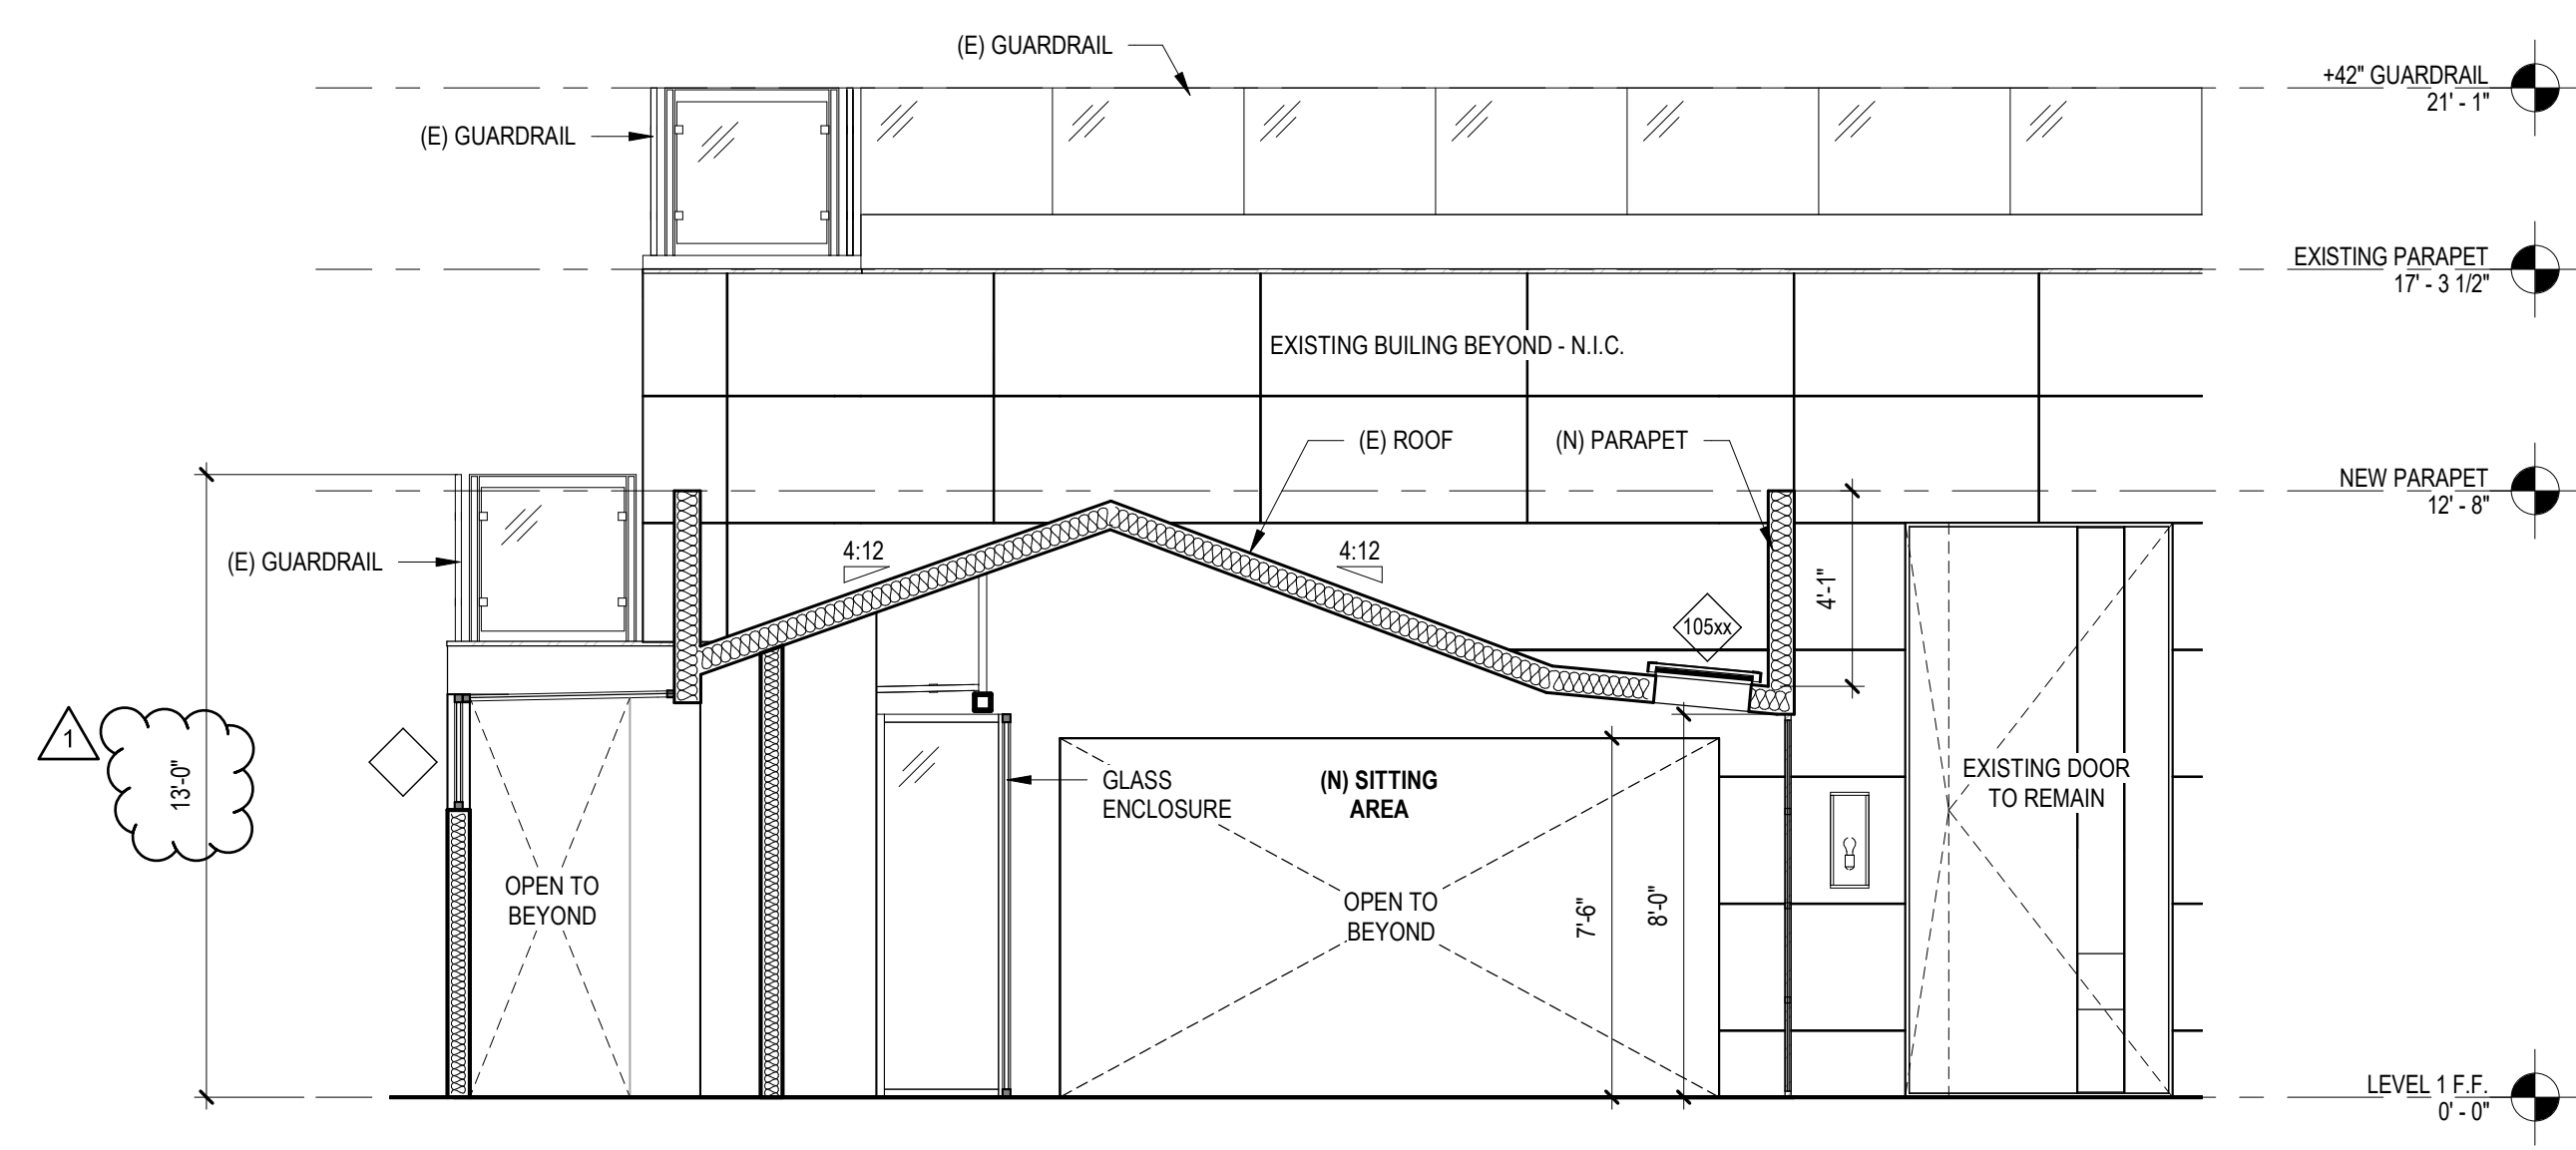 (E) GUARDRAIL
+42" GUARDRAIL
21' - 1"
(E) GUARDRAIL
EXISTING PARAPET
17' - 3 1/2"
EXISTING BUILING BEYOND - N.I.C.
(E) ROOF
(N) PARAPET
NEW PARAPET
12' - 8"
(E) GUARDRAIL
4:12
4:12
4'-1"
105xx
1
13'-0"
GLASS
ENCLOSURE
(N) SITTING
AREA
EXISTING DOOR
TO REMAIN
OPEN TO
BEYOND
OPEN TO
BEYOND
7'-6"
8'-0"
LEVEL 1 F.F.
0' - 0"